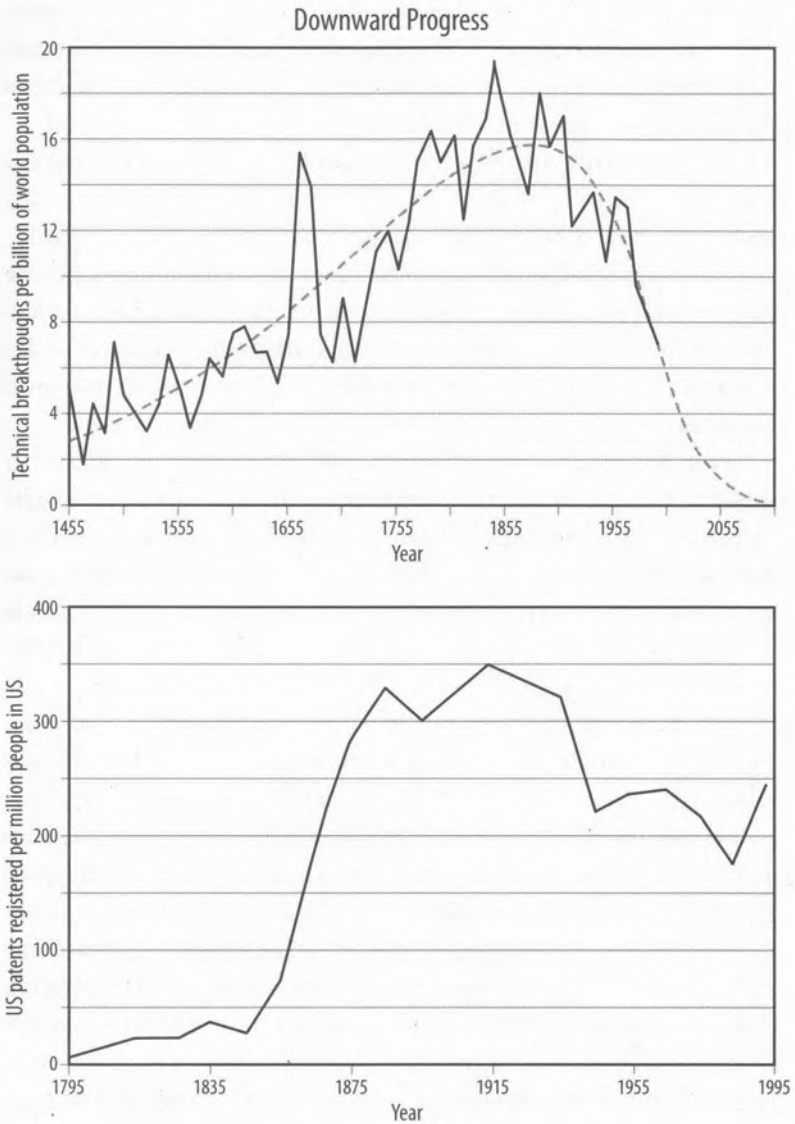 Downward Progress
Technical breakthroughs per billion of world population
20
16
12
8
4
0
1455 1555 1655 1755 1855 1955 2055
Year
US patents registered per million people in US
400
300
200
100
0
1795 1835 1875 1915 1955 1995
Year